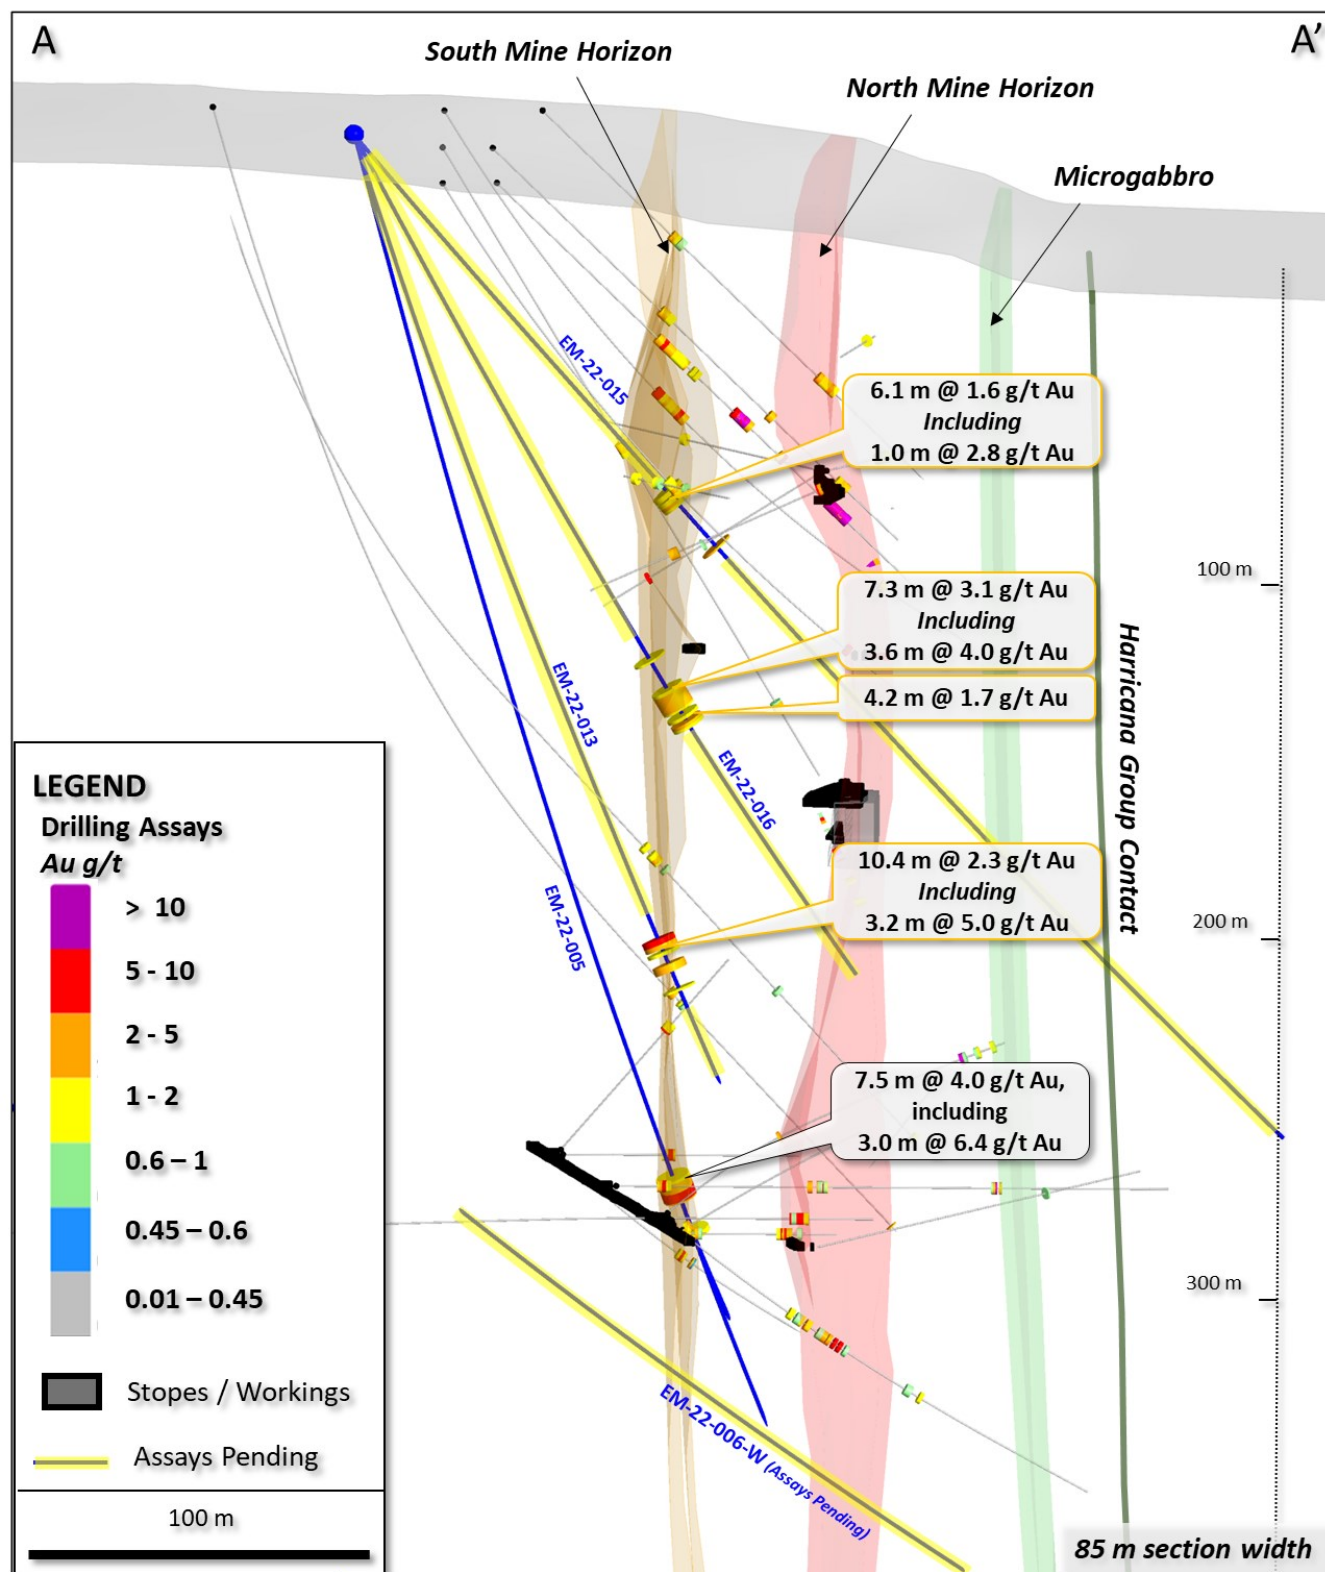 A
A'
South Mine Horizon
North Mine Horizon
Microgabbro
EM-22-015
6.1 m @ 1.6 g/t Au
Including
1.0 m @ 2.8 g/t Au
100 m
7.3 m @ 3.1 g/t Au
Including
3.6 m @ 4.0 g/t Au
4.2 m @ 1.7 g/t Au
Harricana Group Contact
EM-22-013
EM-22-016
EM-22-005
10.4 m @ 2.3 g/t Au
Including
3.2 m @ 5.0 g/t Au
200 m
7.5 m @ 4.0 g/t Au,
including
3.0 m @ 6.4 g/t Au
300 m
EM-22-006-W (Assays Pending)
LEGEND
Drilling Assays
Au g/t
> 10
5 - 10
2 - 5
1 - 2
0.6 – 1
0.45 – 0.6
0.01 – 0.45
Stopes / Workings
Assays Pending
100 m
85 m section width